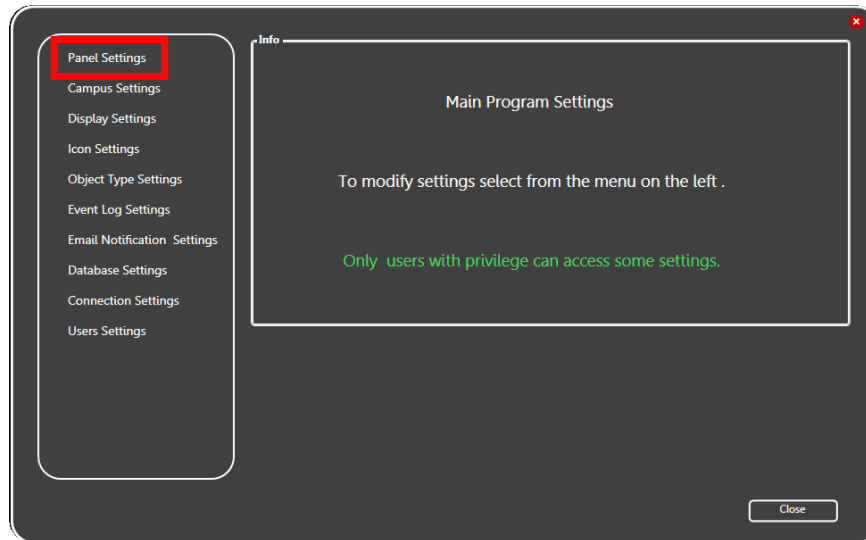 Panel Settings
Campus Settings
Display Settings
Icon Settings
Object Type Settings
Event Log Settings
Email Notification  Settings
Database Settings
Connection Settings
Users Settings
Info
Main Program Settings
To modify settings select from the menu on the left .
Only  users with privilege can access some settings.
Close